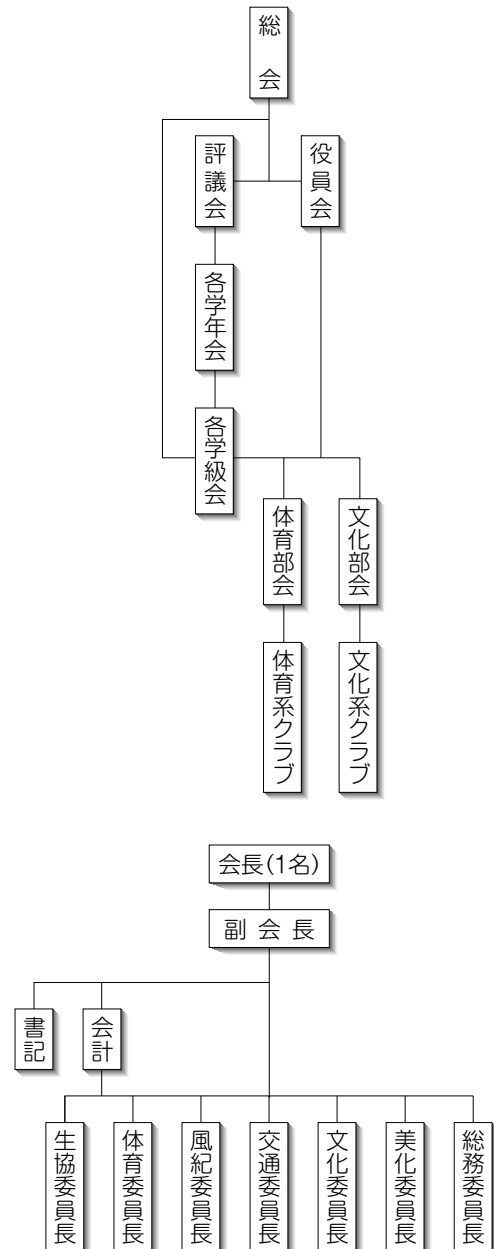 総会
評議会
役員会
各学年会
各学級会
体育部会
文化部会
体育系クラブ
文化系クラブ
会長(1名)
副会長
書記
会計
生協委員長
体育委員長
風紀委員長
交通委員長
文化委員長
美化委員長
総務委員長